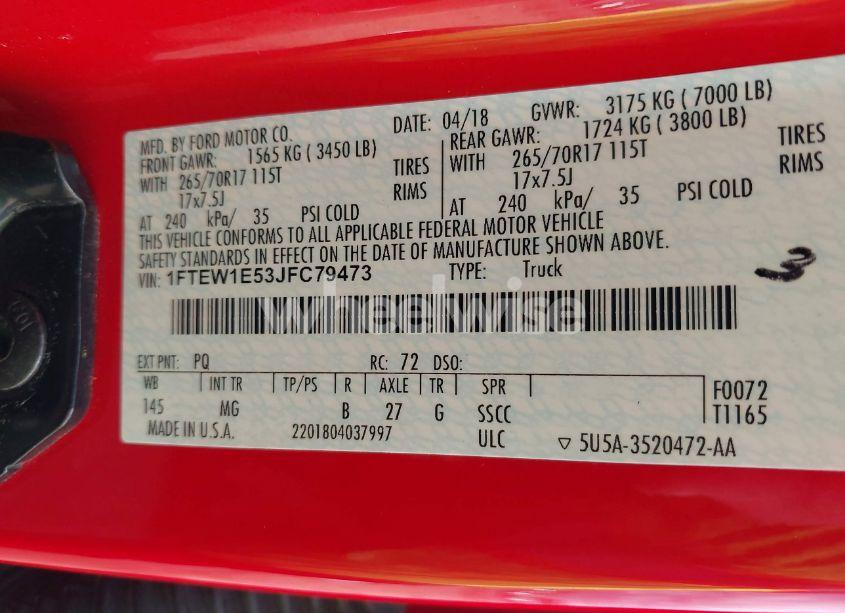 MFD. BY FORD MOTOR CO. DATE: 04/18 GVWR: 3175 KG ( 7000 LB)
FRONT GAWR: 1565 KG ( 3450 LB) REAR GAWR: 1724 KG ( 3800 LB)
WITH 265/70R17 115T TIRES WITH 265/70R17 115T TIRES
17x7.5J RIMS 17x7.5J RIMS
AT 240 kPa/ 35 PSI COLD AT 240 kPa/ 35 PSI COLD
THIS VEHICLE CONFORMS TO ALL APPLICABLE FEDERAL MOTOR VEHICLE
SAFETY STANDARDS IN EFFECT ON THE DATE OF MANUFACTURE SHOWN ABOVE.
VIN: 1FTEW1E53JFC79473 TYPE: Truck
3
wheelwise
EXT PNT: PQ RC: 72 DSO:
WB INT TR TP/PS R AXLE TR SPR F0072
145 MG B 27 G SSCC T1165
MADE IN U.S.A. 2201804037997 ULC ▽ 5U5A-3520472-AA